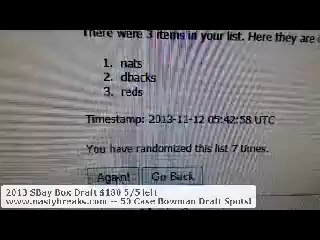 There were 3 items in your list. Here they are i
1. nats
2. dbacks
3. reds
Timestamp: 2013-11-12 05:42:58 UTC
You have randomized this list 7 times.
Again! Go Back
2013 SBay Box Draft $180 5/5 left
www.nastybreaks.com -- 50 Case Bowman Draft Spots!